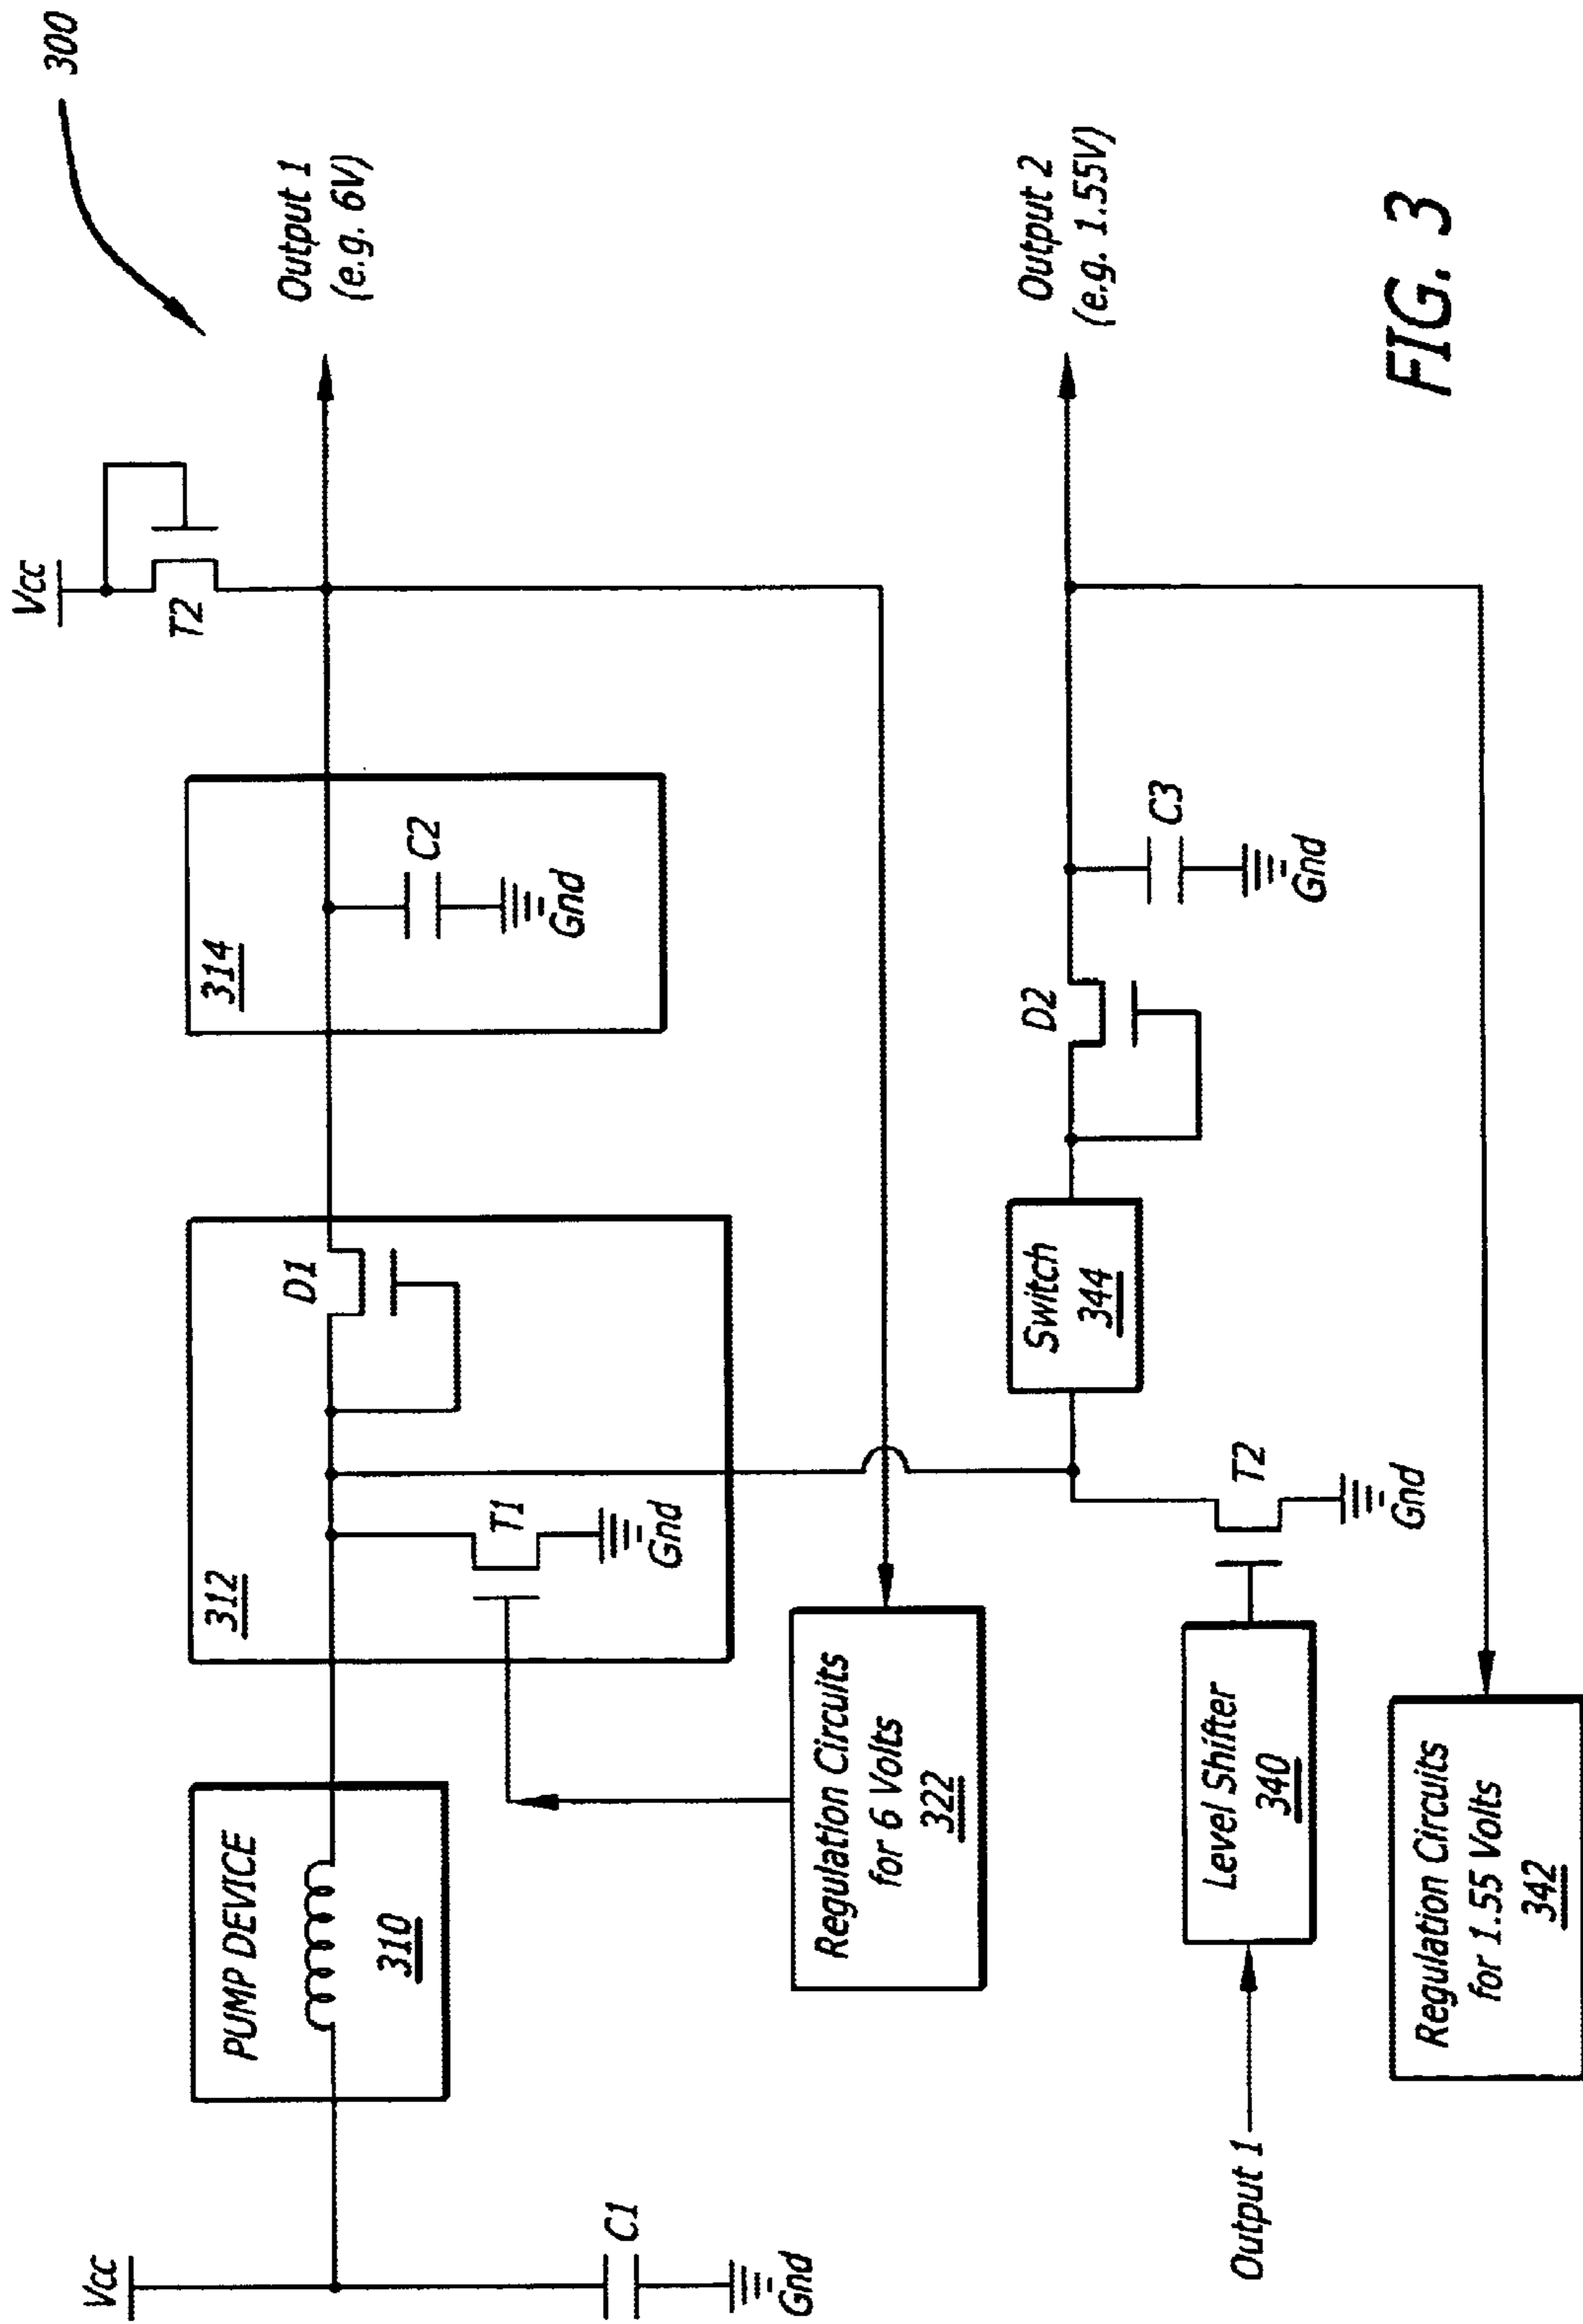 300
Vcc
T2
Output 1
(e.g. 6V)
314
C2
Gnd
312
D1
T1
Gnd
PUMP DEVICE
310
Vcc
C1
Gnd
Regulation Circuits
for 6 Volts
322
Output 2
(e.g. 1.55V)
Switch
344
D2
C3
Gnd
T2
Gnd
Output 1
Level Shifter
340
Regulation Circuits
for 1.55 Volts
342
FIG. 3